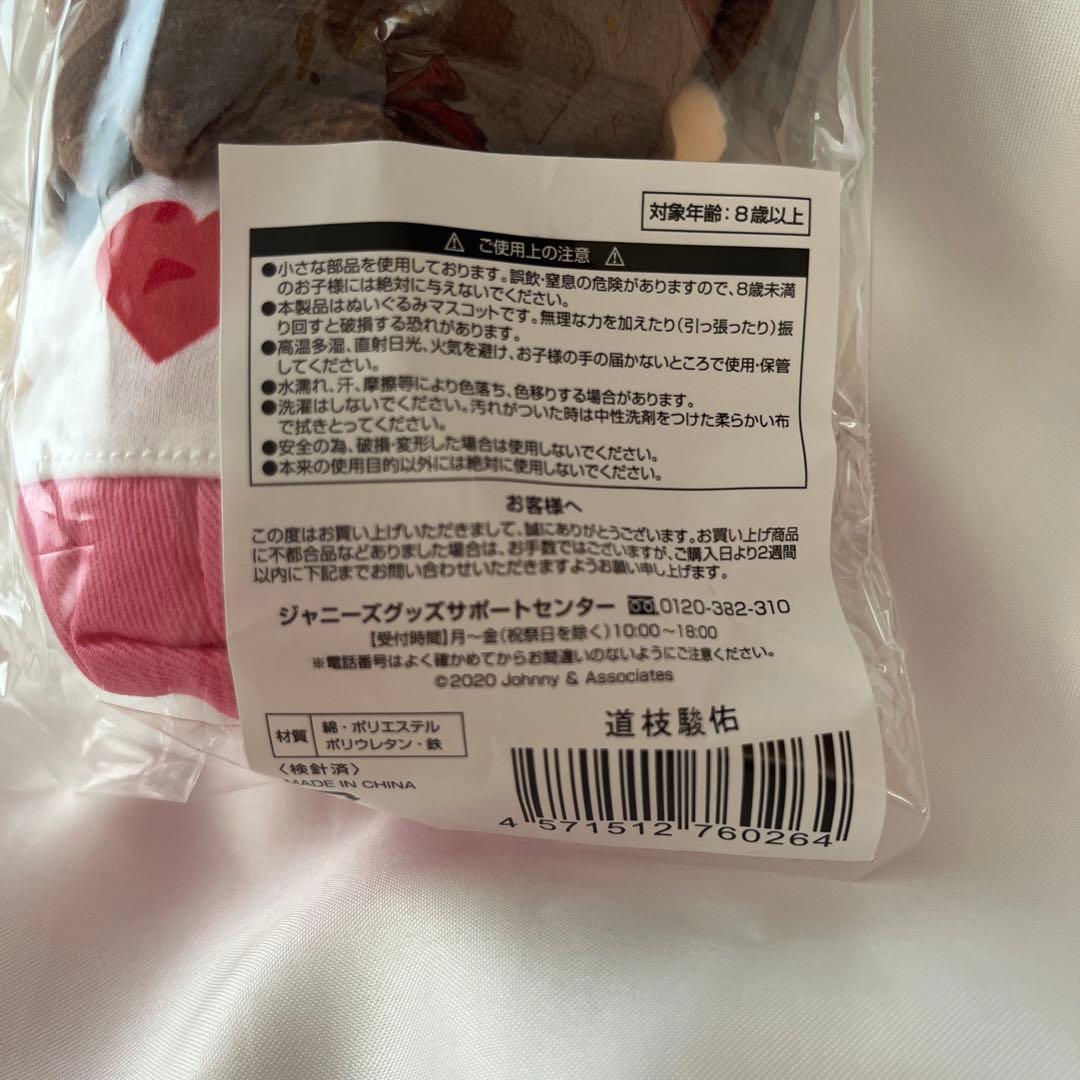 対象年齢：8歳以上
⚠ ご使用上の注意 ⚠
●小さな部品を使用しております。誤飲・窒息の危険がありますので、8歳未満
のお子様には絶対に与えないでください。
●本製品はぬいぐるみマスコットです。無理な力を加えたり(引っ張ったり)振
り回すと破損する恐れがあります。
●高温多湿、直射日光、火気を避け、お子様の手の届かないところで使用・保管
してください。
●水濡れ、汗、摩擦等により色落ち、色移りする場合があります。
●洗濯はしないでください。汚れがついた時は中性洗剤をつけた柔らかい布
で拭きとってください。
●安全の為、破損・変形した場合は使用しないでください。
●本来の使用目的以外には絶対に使用しないでください。
お客様へ
この度はお買い上げいただきまして、誠にありがとうございます。お買い上げ商品
に不都合品などありました場合は、お手数ではございますが、ご購入日より2週間
以内に下記までお問い合わせいただきますようお願い申し上げます。
ジャニーズグッズサポートセンター 0120-382-310
【受付時間】月～金(祝祭日を除く)10:00～18:00
※電話番号はよく確かめてからお間違いのないようにご注意ください。
©2020 Johnny & Associates
道枝駿佑
材質 綿・ポリエステル
ポリウレタン・鉄
〈検針済〉
MADE IN CHINA
4 571512 760264